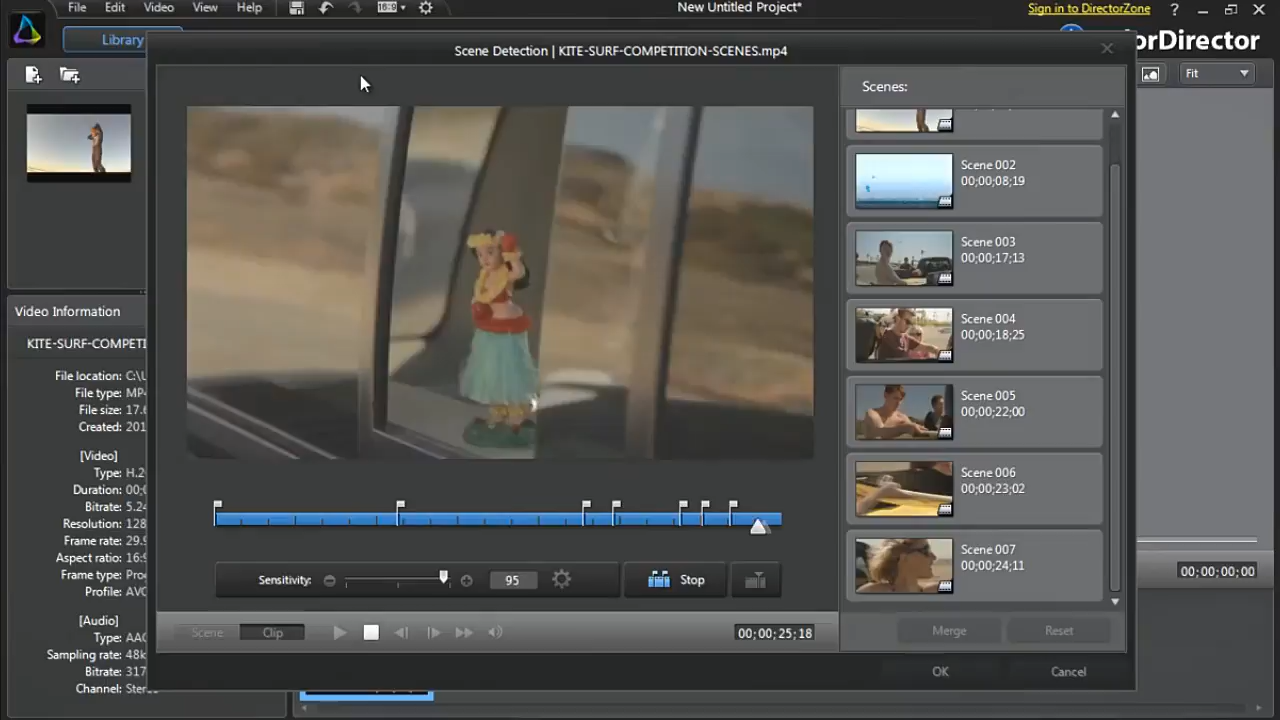 File Edit Video View Help
16:9
New Untitled Project*
Sign in to DirectorZone
?
Library
orDirector
Scene Detection | KITE-SURF-COMPETITION-SCENES.mp4
Fit
Scenes:
Scene 002
00;00;08;19
Scene 003
00;00;17;13
Scene 004
00;00;18;25
Scene 005
00;00;22;00
Scene 006
00;00;23;02
Scene 007
00;00;24;11
Video Information
KITE-SURF-COMPETI
File location: C:\U
File type: MP4
File size: 17.6
Created: 201
[Video]
Type: H.2
Duration: 00;0
Bitrate: 5.24
Resolution: 128
Frame rate: 29.9
Aspect ratio: 16:9
Frame type: Pro
Profile: AVC
[Audio]
Type: AAC
Sampling rate: 48k
Bitrate: 317
Channel: Stere
Sensitivity: 95
Stop
Scene Clip
00;00;25;18
Merge Reset
OK Cancel
00;00;00;00